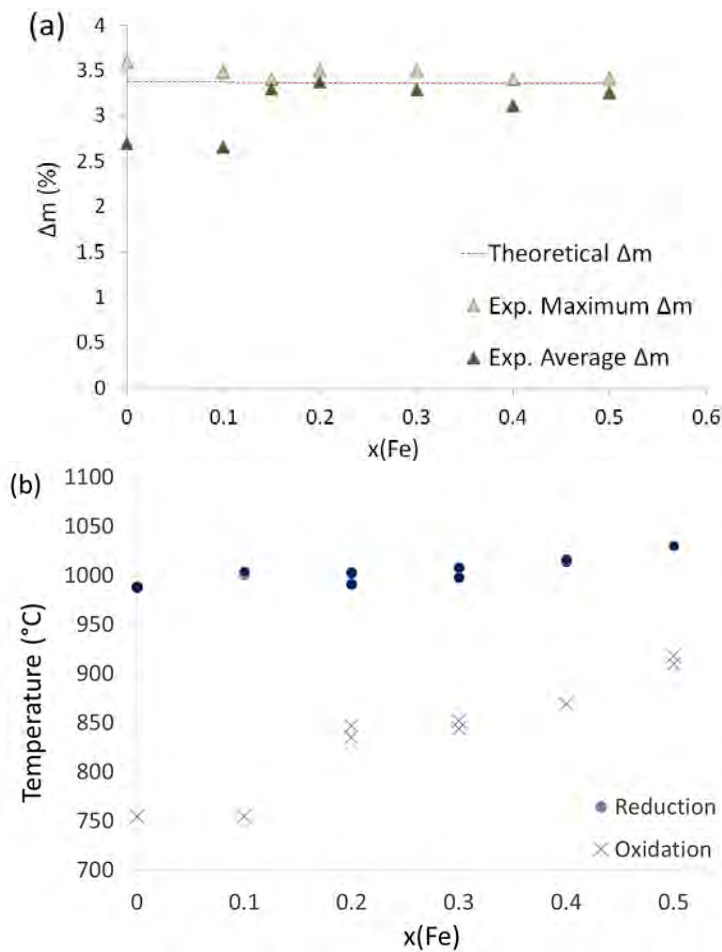 (a)
4
3.5
3
2.5
2
1.5
1
0.5
0
Δm (%)
Theoretical Δm
Exp. Maximum Δm
Exp. Average Δm
0 0.1 0.2 0.3 0.4 0.5 0.6
x(Fe)
(b)
1100
1050
1000
950
900
850
800
750
700
Temperature (°C)
Reduction
Oxidation
0 0.1 0.2 0.3 0.4 0.5
x(Fe)